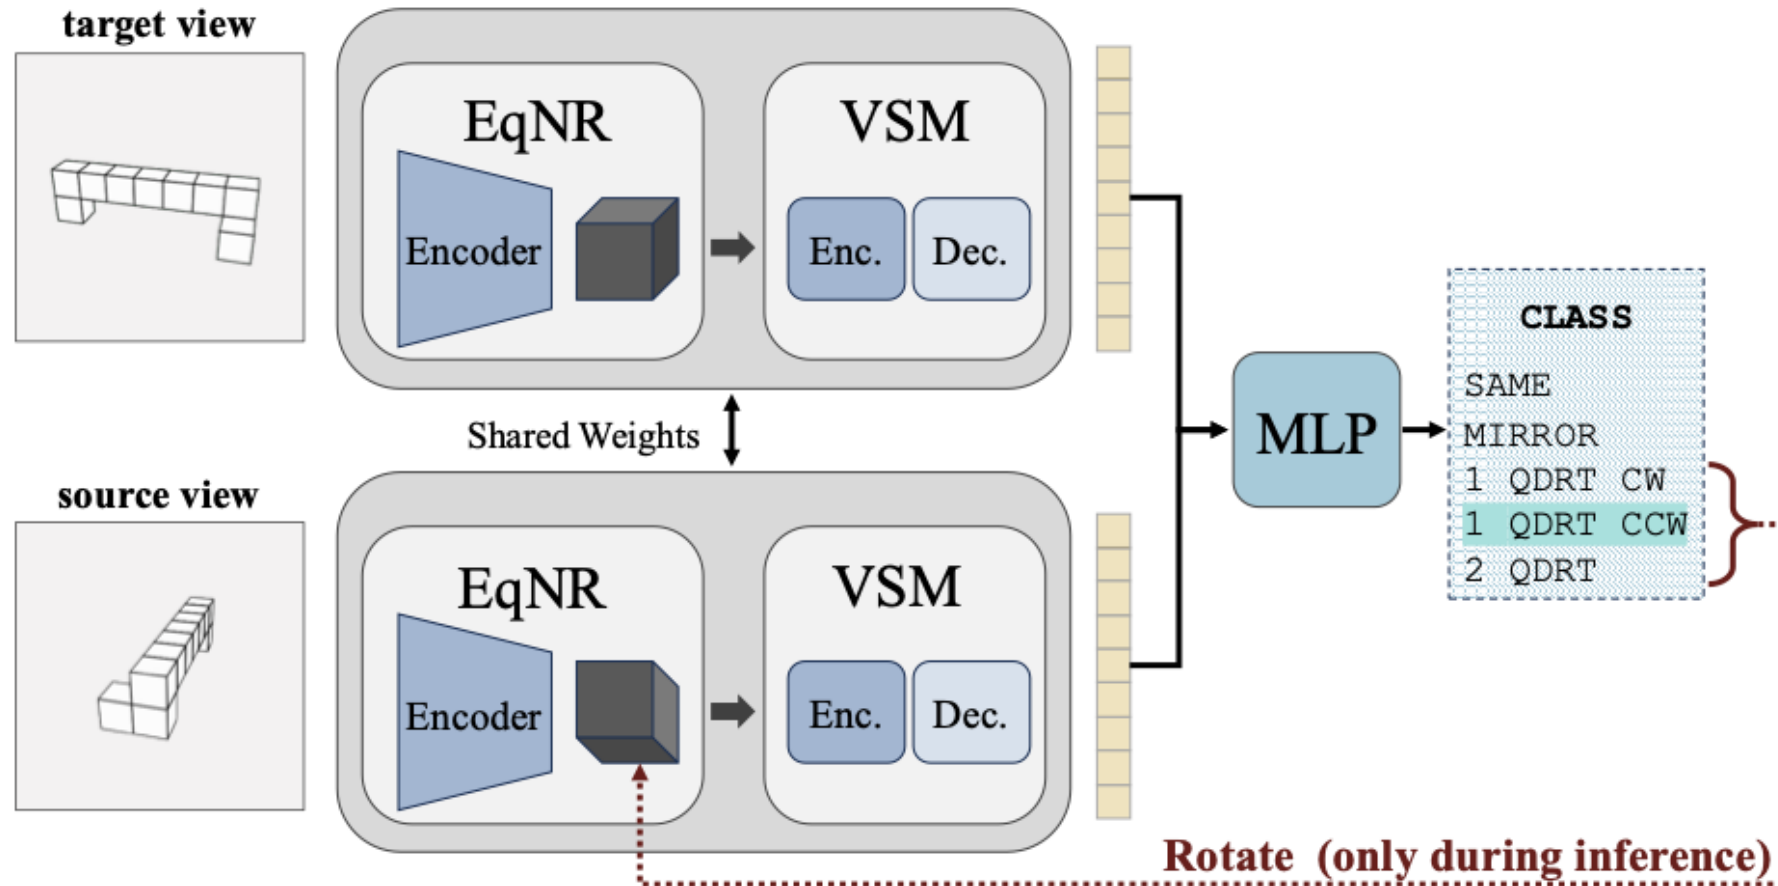 target view
EqNR
VSM
Encoder
Enc.
Dec.
Shared Weights
source view
EqNR
VSM
Encoder
Enc.
Dec.
MLP
CLASS
SAME
MIRROR
1 QDRT CW
1 QDRT CCW
2 QDRT
Rotate (only during inference)